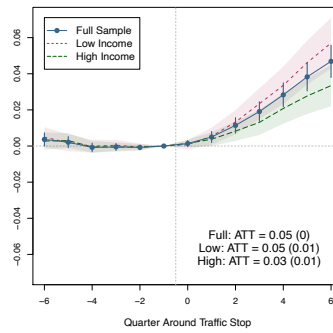 Full Sample
Low Income
High Income
0.06
0.04
0.02
0.00
−0.02
−0.04
−0.06
Full: ATT = 0.05 (0)
Low: ATT = 0.05 (0.01)
High: ATT = 0.03 (0.01)
−6 −4 −2 0 2 4 6
Quarter Around Traffic Stop